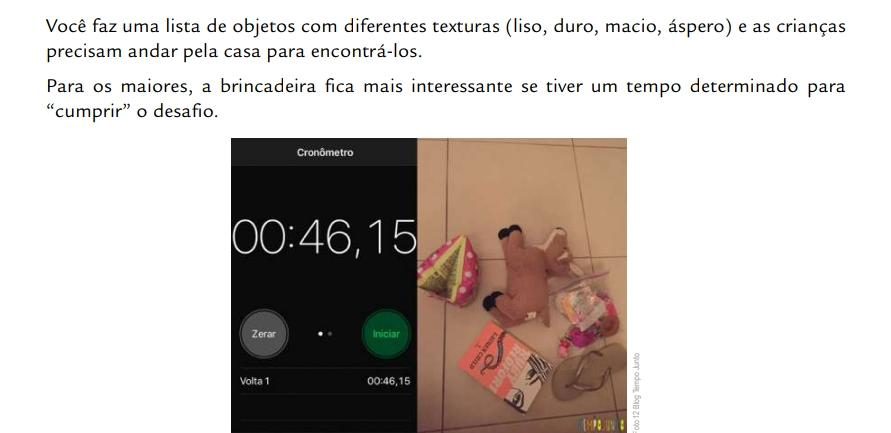 Você faz uma lista de objetos com diferentes texturas (liso, duro, macio, áspero) e as crianças
precisam andar pela casa para encontrá-los.
Para os maiores, a brincadeira fica mais interessante se tiver um tempo determinado para
“cumprir” o desafio.
Cronômetro
00:46,15
Zerar
Iniciar
Volta 1 00:46,15
TEMPOJUNTO
Foto 12 Blog Tempo Junto